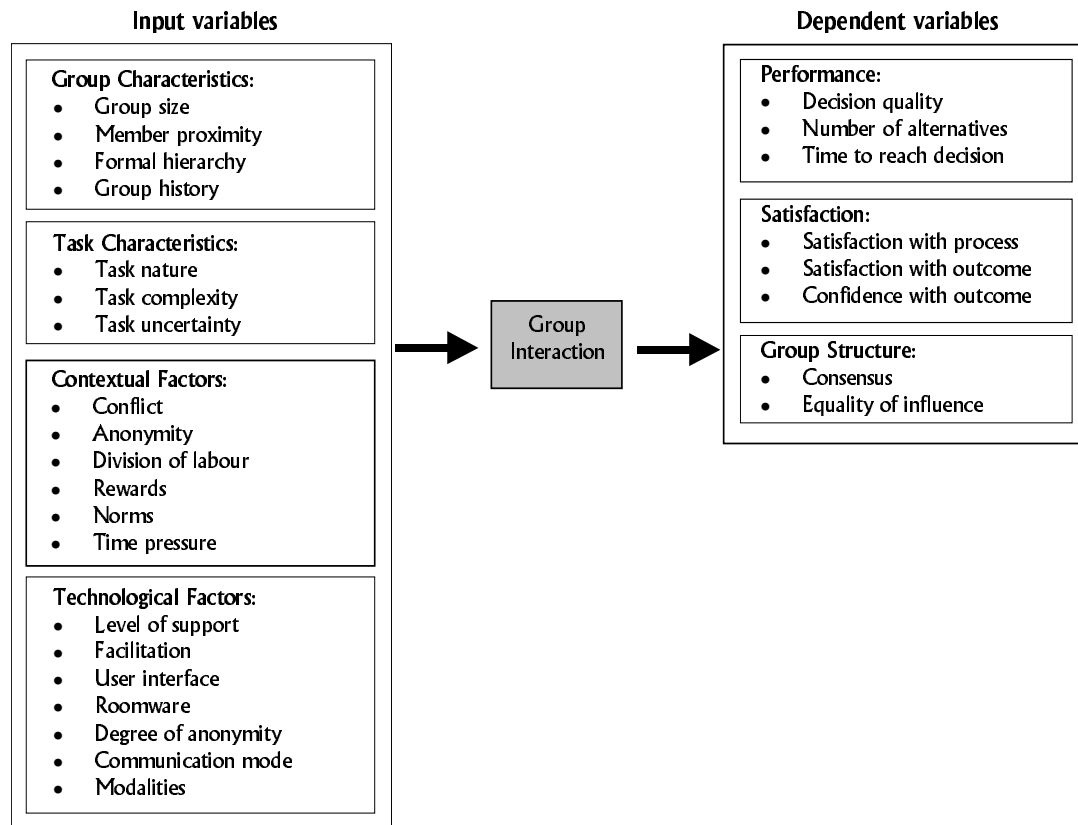 Input variables
Group Characteristics:
• Group size
• Member proximity
• Formal hierarchy
• Group history
Task Characteristics:
• Task nature
• Task complexity
• Task uncertainty
Contextual Factors:
• Conflict
• Anonymity
• Division of labour
• Rewards
• Norms
• Time pressure
Technological Factors:
• Level of support
• Facilitation
• User interface
• Roomware
• Degree of anonymity
• Communication mode
• Modalities
Group
Interaction
Dependent variables
Performance:
• Decision quality
• Number of alternatives
• Time to reach decision
Satisfaction:
• Satisfaction with process
• Satisfaction with outcome
• Confidence with outcome
Group Structure:
• Consensus
• Equality of influence